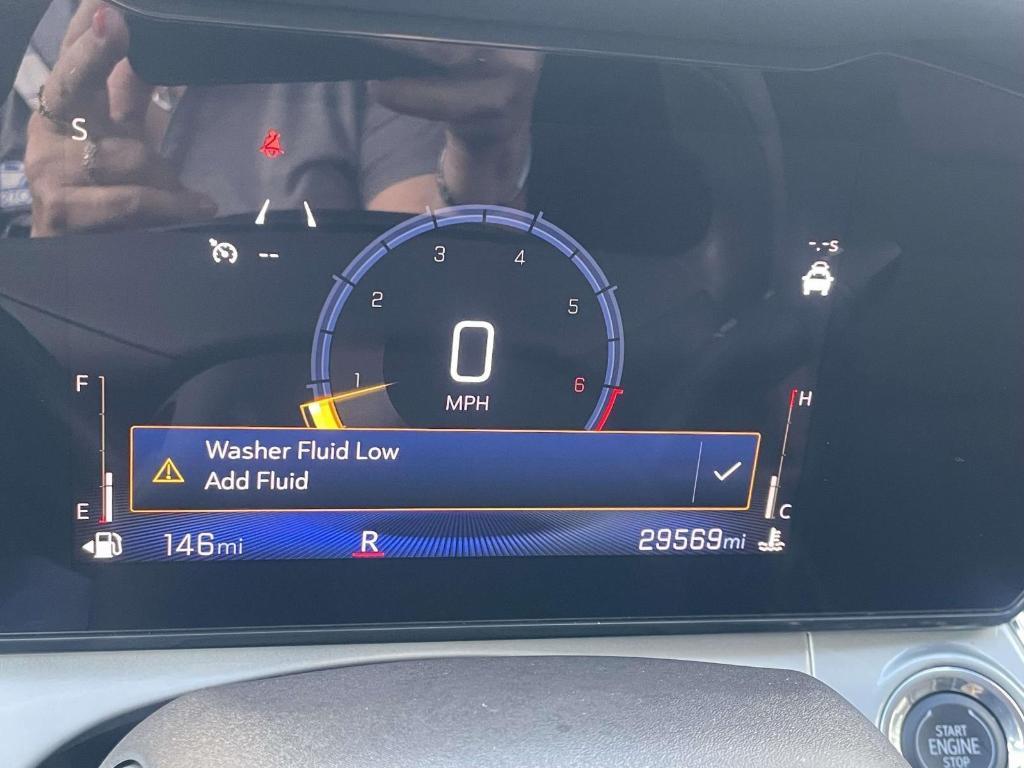 S
-.-s
--
3
4
2
5
1
6
0
MPH
F
H
Washer Fluid Low
Add Fluid
E
C
146mi
R
29569mi
START
ENGINE
STOP